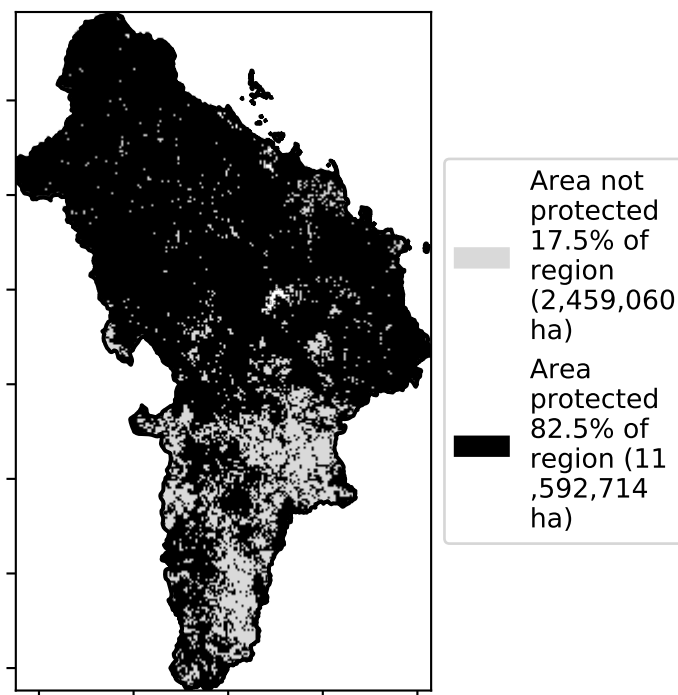 Area not
protected
17.5% of
region
(2,459,060
ha)
Area
protected
82.5% of
region (11
,592,714
ha)